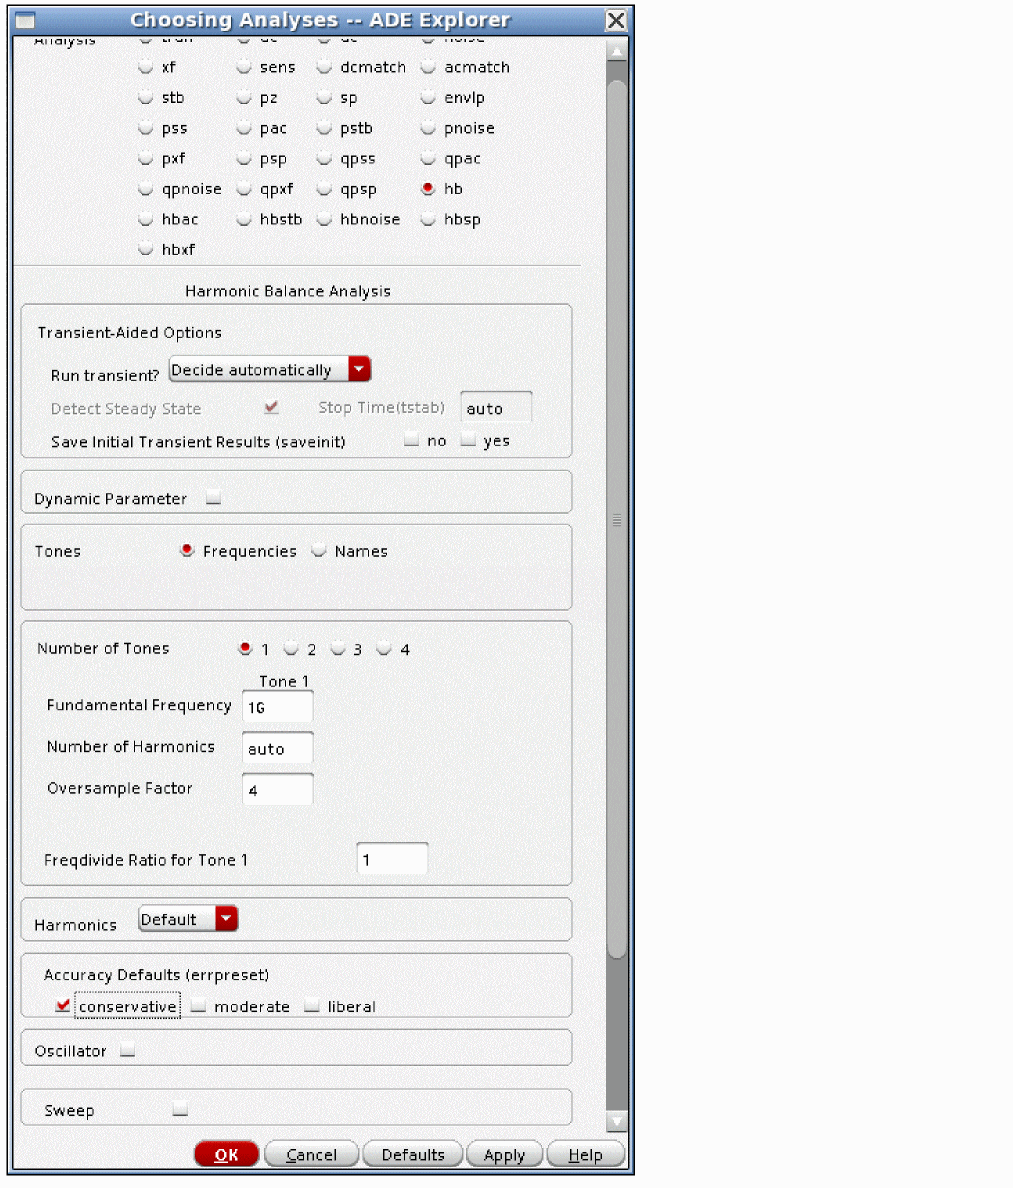 Choosing Analyses -- ADE Explorer
Analysis tran dc ac noise
xf sens dcmatch acmatch
stb pz sp envlp
pss pac pstb pnoise
pxf psp qpss qpac
qpnoise qpxf qpsp hb
hbac hbstb hbnoise hbsp
hbxf
Harmonic Balance Analysis
Transient-Aided Options
Run transient? Decide automatically
Detect Steady State Stop Time(tstab) auto
Save Initial Transient Results (saveinit) no yes
Dynamic Parameter
Tones Frequencies Names
Number of Tones 1 2 3 4
Tone 1
Fundamental Frequency 1G
Number of Harmonics auto
Oversample Factor 4
Freqdivide Ratio for Tone 1 1
Harmonics Default
Accuracy Defaults (errpreset)
conservative moderate liberal
Oscillator
Sweep
OK Cancel Defaults Apply Help